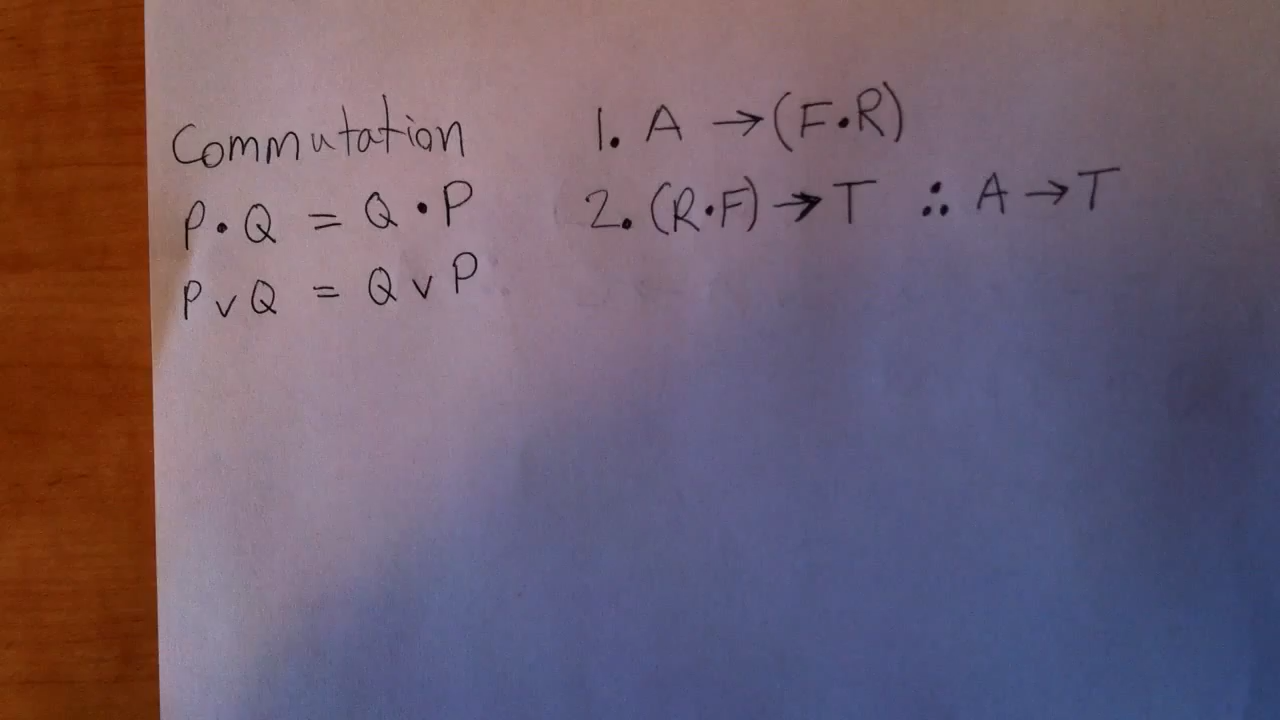 Commutation
P • Q = Q • P
P v Q = Q v P
1. A → (F • R)
2. (R • F) → T ∴ A → T